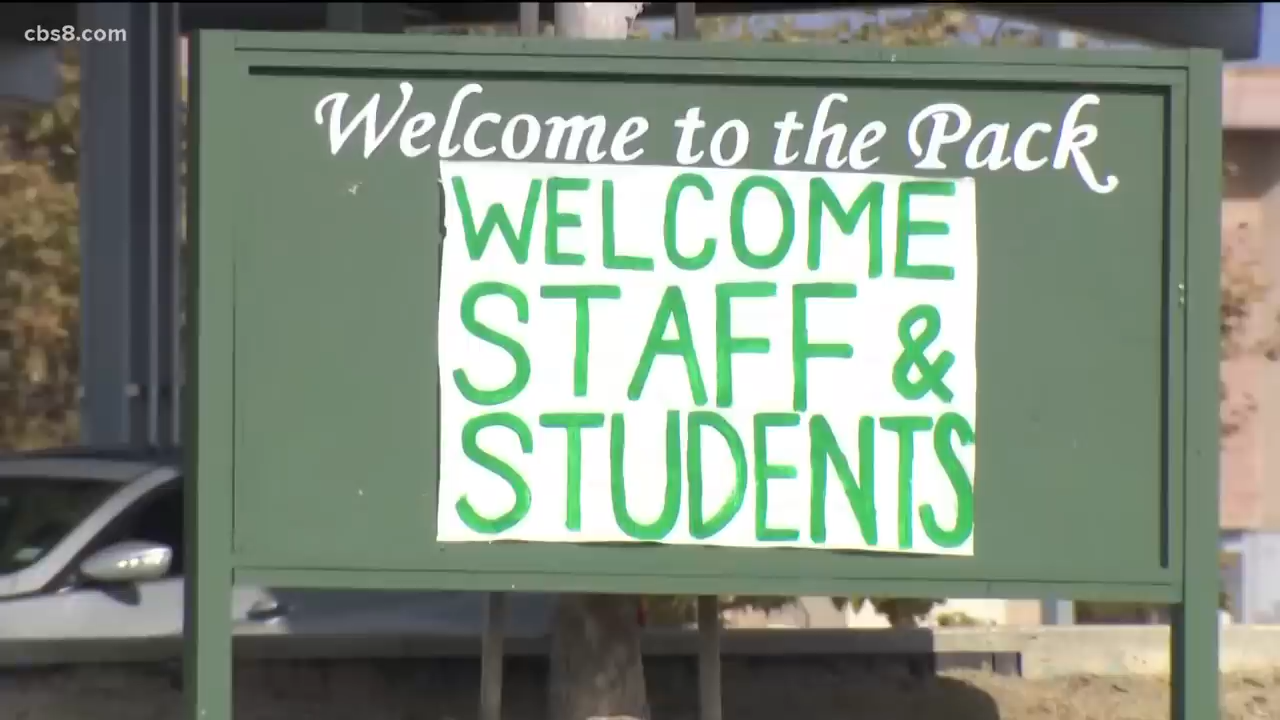 cbs8.com
Welcome to the Pack
WELCOME
STAFF &
STUDENTS